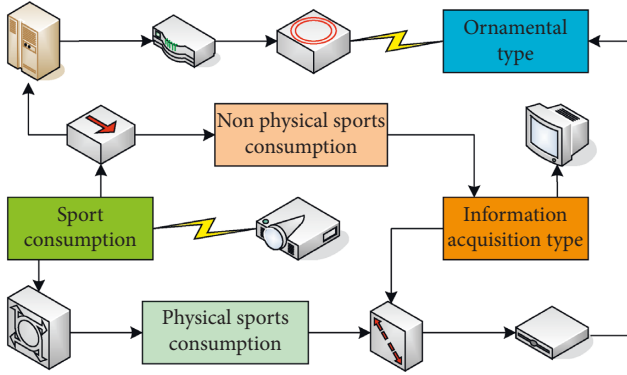 Ornamental
type
Non physical sports
consumption
Sport
consumption
Information
acquisition type
Physical sports
consumption